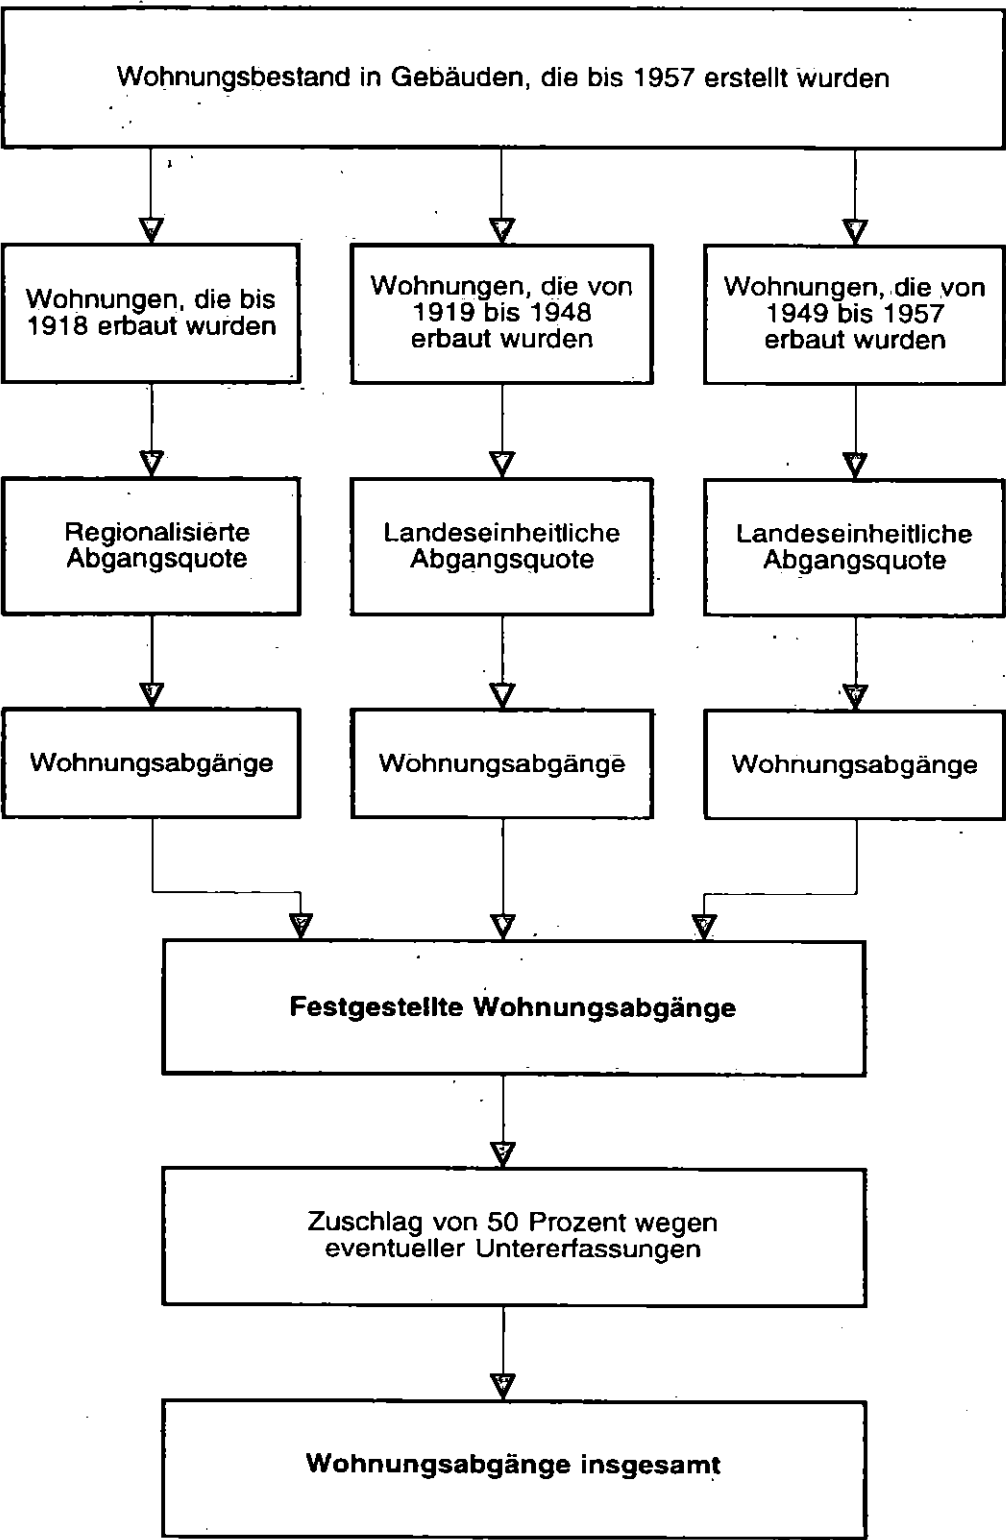 Wohnungsbestand in Gebäuden, die bis 1957 erstellt wurden
Wohnungen, die bis
1918 erbaut wurden
Wohnungen, die von
1919 bis 1948
erbaut wurden
Wohnungen, die von
1949 bis 1957
erbaut wurden
Regionalisierte
Abgangsquote
Landeseinheitliche
Abgangsquote
Landeseinheitliche
Abgangsquote
Wohnungsabgänge
Wohnungsabgänge
Wohnungsabgänge
Festgestellte Wohnungsabgänge
Zuschlag von 50 Prozent wegen
eventueller Untererfassungen
Wohnungsabgänge insgesamt